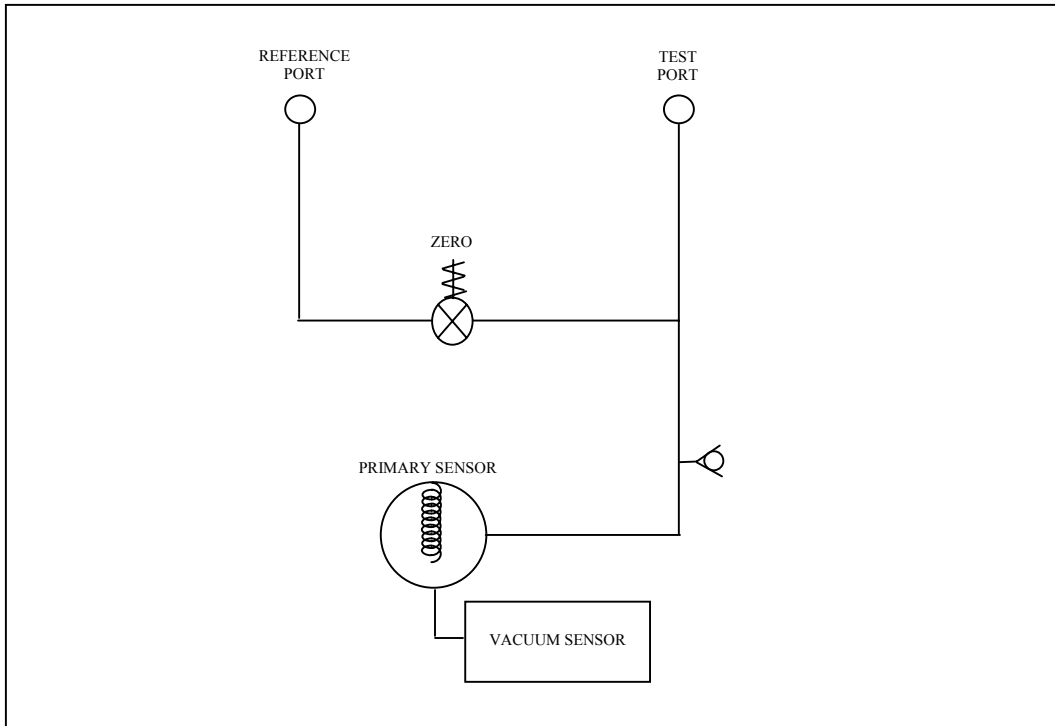 REFERENCE
PORT
TEST
PORT
ZERO
PRIMARY SENSOR
VACUUM SENSOR